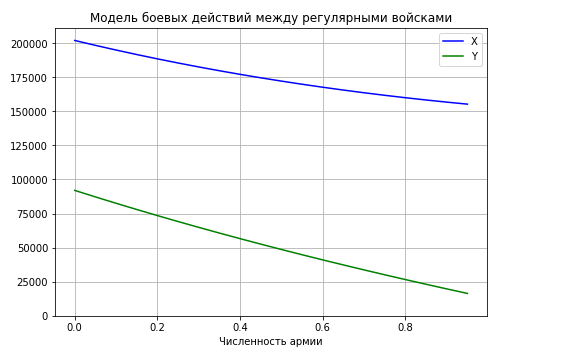 Модель боевых действий между регулярными войсками
X
Y
200000
175000
150000
125000
100000
75000
50000
25000
0
0.0 0.2 0.4 0.6 0.8
Численность армии